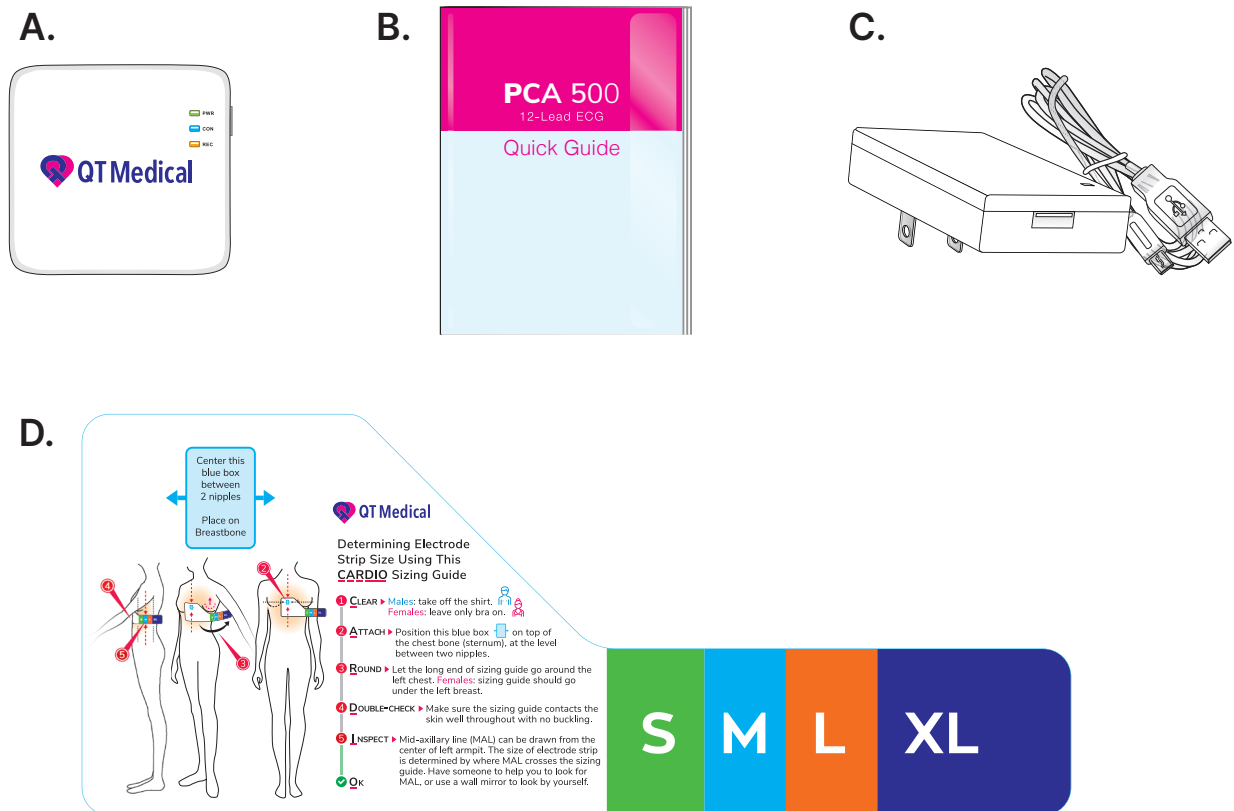 A.
B.
C.
PWR
CON
REC
QT Medical
PCA 500
12-Lead ECG
Quick Guide
D.
Center this
blue box
between
2 nipples
Place on
Breastbone
QT Medical
Determining Electrode
Strip Size Using This
CARDIO Sizing Guide
1 CLEAR ▶ Males: take off the shirt.
Females: leave only bra on.
2 ATTACH ▶ Position this blue box on top of
the chest bone (sternum), at the level
between two nipples.
3 ROUND ▶ Let the long end of sizing guide go around the
left chest. Females: sizing guide should go
under the left breast.
4 DOUBLE-CHECK ▶ Make sure the sizing guide contacts the
skin well throughout with no buckling.
5 INSPECT ▶ Mid-axillary line (MAL) can be drawn from the
center of left armpit. The size of electrode strip
is determined by where MAL crosses the sizing
guide. Have someone to help you to look for
MAL, or use a wall mirror to look by yourself.
OK
4
5
3
2
S M L XL